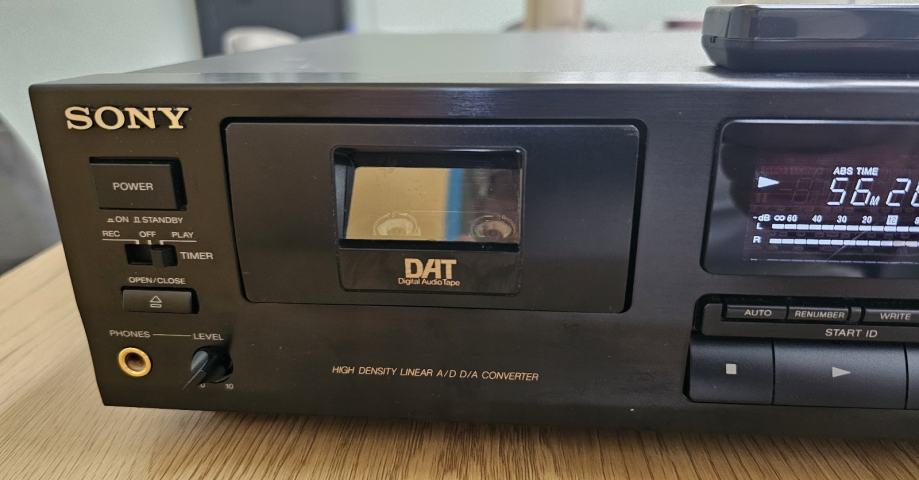 SONY
POWER
ON STANDBY
REC OFF PLAY
TIMER
OPEN/CLOSE
PHONES LEVEL
0 10
DAT
Digital Audio Tape
HIGH DENSITY LINEAR A/D D/A CONVERTER
ABS TIME
56M
-dB ∞ 60 40 30 20
L
R
AUTO RENUMBER WRITE
START ID